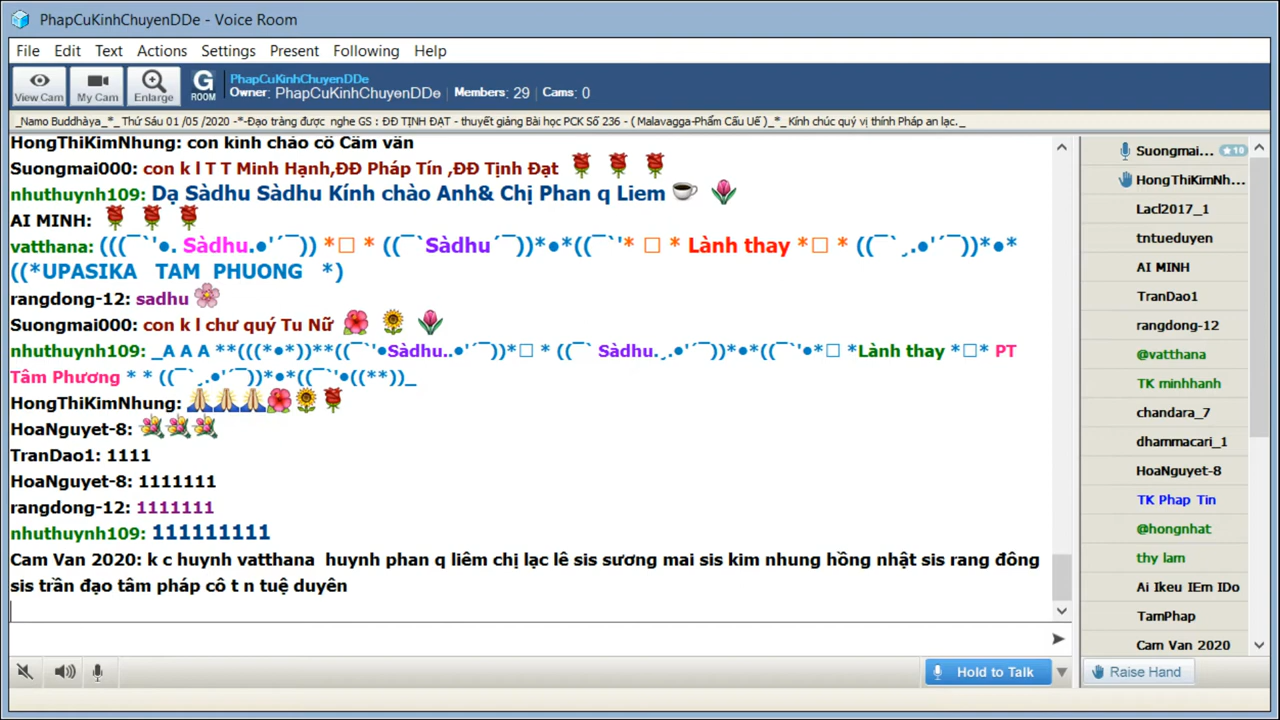 PhapCuKinhChuyenDDe - Voice Room
File Edit Text Actions Settings Present Following Help
View Cam My Cam Enlarge G ROOM
PhapCuKinhChuyenDDe
Owner: PhapCuKinhChuyenDDe Members: 29 Cams: 0
_Namo Buddhàya_*_ Thứ Sáu 01 /05 /2020 -*-Đạo tràng được nghe GS : ĐĐ TỊNH ĐẠT - thuyết giảng Bài học PCK Số 236 - ( Malavagga-Phẩm Cấu Uế )_*_ Kính chúc quý vị thính Pháp an lạc._
HongThiKimNhung: con kính chào cô Cẩm vân
Suongmai000: con k l T T Minh Hạnh,ĐĐ Pháp Tín ,ĐĐ Tịnh Đạt
nhuthuynh109: Dạ Sàdhu Sàdhu Kính chào Anh& Chị Phan q Liem
AI MINH:
vatthana: (((¯`'●. Sàdhu.●'´¯)) *□ * ((¯`Sàdhu´¯))*●*((¯`'* □ * Lành thay *□ * ((¯`¸.●'´¯))*●*
((*UPASIKA TAM PHUONG *)
rangdong-12: sadhu
Suongmai000: con k l chư quý Tu Nữ
nhuthuynh109: _A A A **(((*●*))**((¯`'●Sàdhu..●'´¯))*□ * ((¯` Sàdhu.¸.●'´¯))*●*((¯`'●*□ *Lành thay *□* PT
Tâm Phương * * ((¯`¸.●'´¯))*●*((¯`'●((**))_
HongThiKimNhung:
HoaNguyet-8:
TranDao1: 1111
HoaNguyet-8: 1111111
rangdong-12: 1111111
nhuthuynh109: 111111111
Cam Van 2020: k c huynh vatthana huynh phan q liêm chị lạc lê sis sương mai sis kim nhung hồng nhật sis rang đông
sis trần đạo tâm pháp cô t n tuệ duyên
Hold to Talk
Suongmai... 10
HongThiKimNh...
Lacl2017_1
tntueduyen
AI MINH
TranDao1
rangdong-12
@vatthana
TK minhhanh
chandara_7
dhammacari_1
HoaNguyet-8
TK Phap Tin
@hongnhat
thy lam
Ai Ikeu IEm IDo
TamPhap
Cam Van 2020
Raise Hand